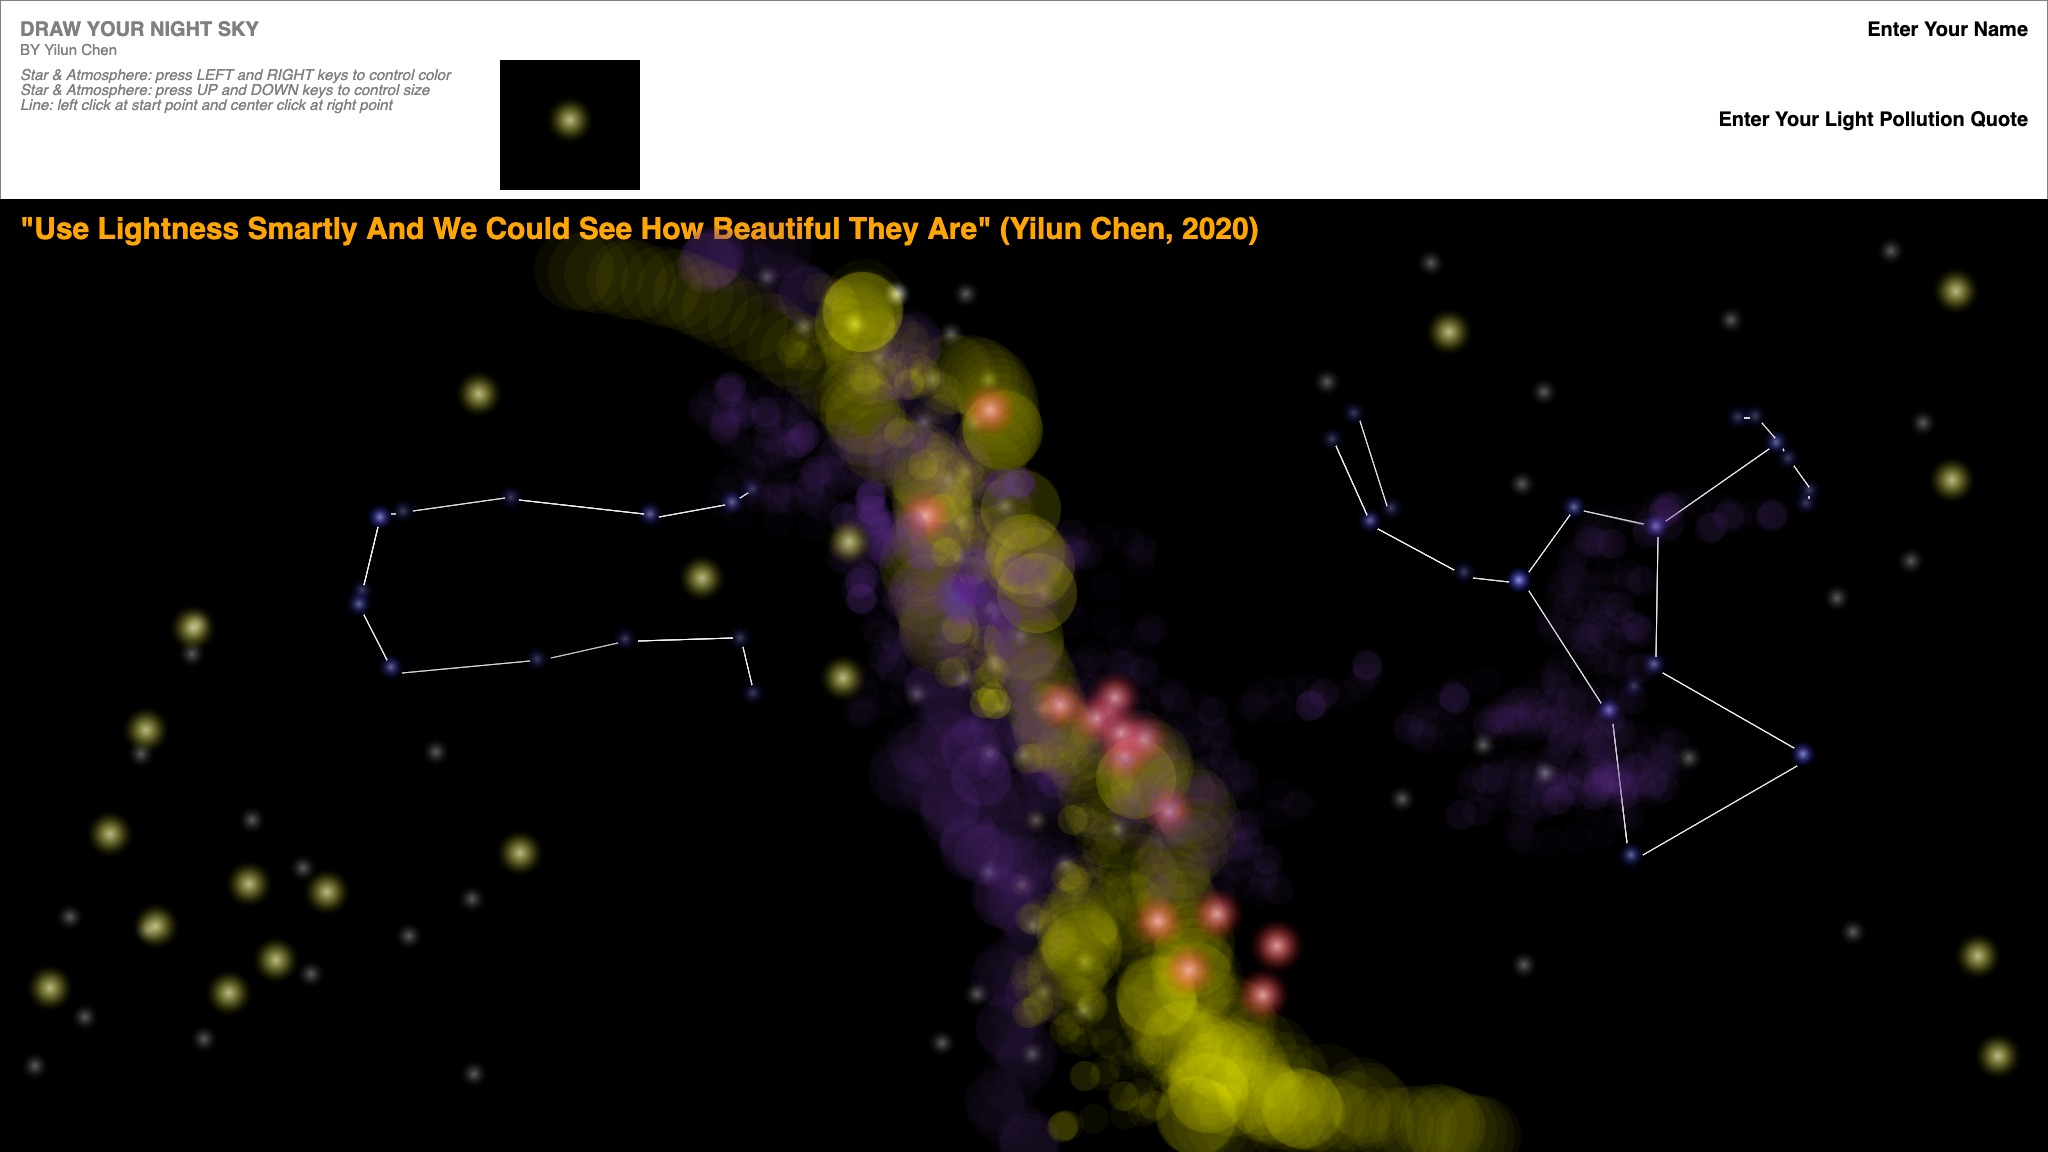 DRAW YOUR NIGHT SKY
BY Yilun Chen
Star & Atmosphere: press LEFT and RIGHT keys to control color
Star & Atmosphere: press UP and DOWN keys to control size
Line: left click at start point and center click at right point
Enter Your Name
Enter Your Light Pollution Quote
"Use Lightness Smartly And We Could See How Beautiful They Are" (Yilun Chen, 2020)